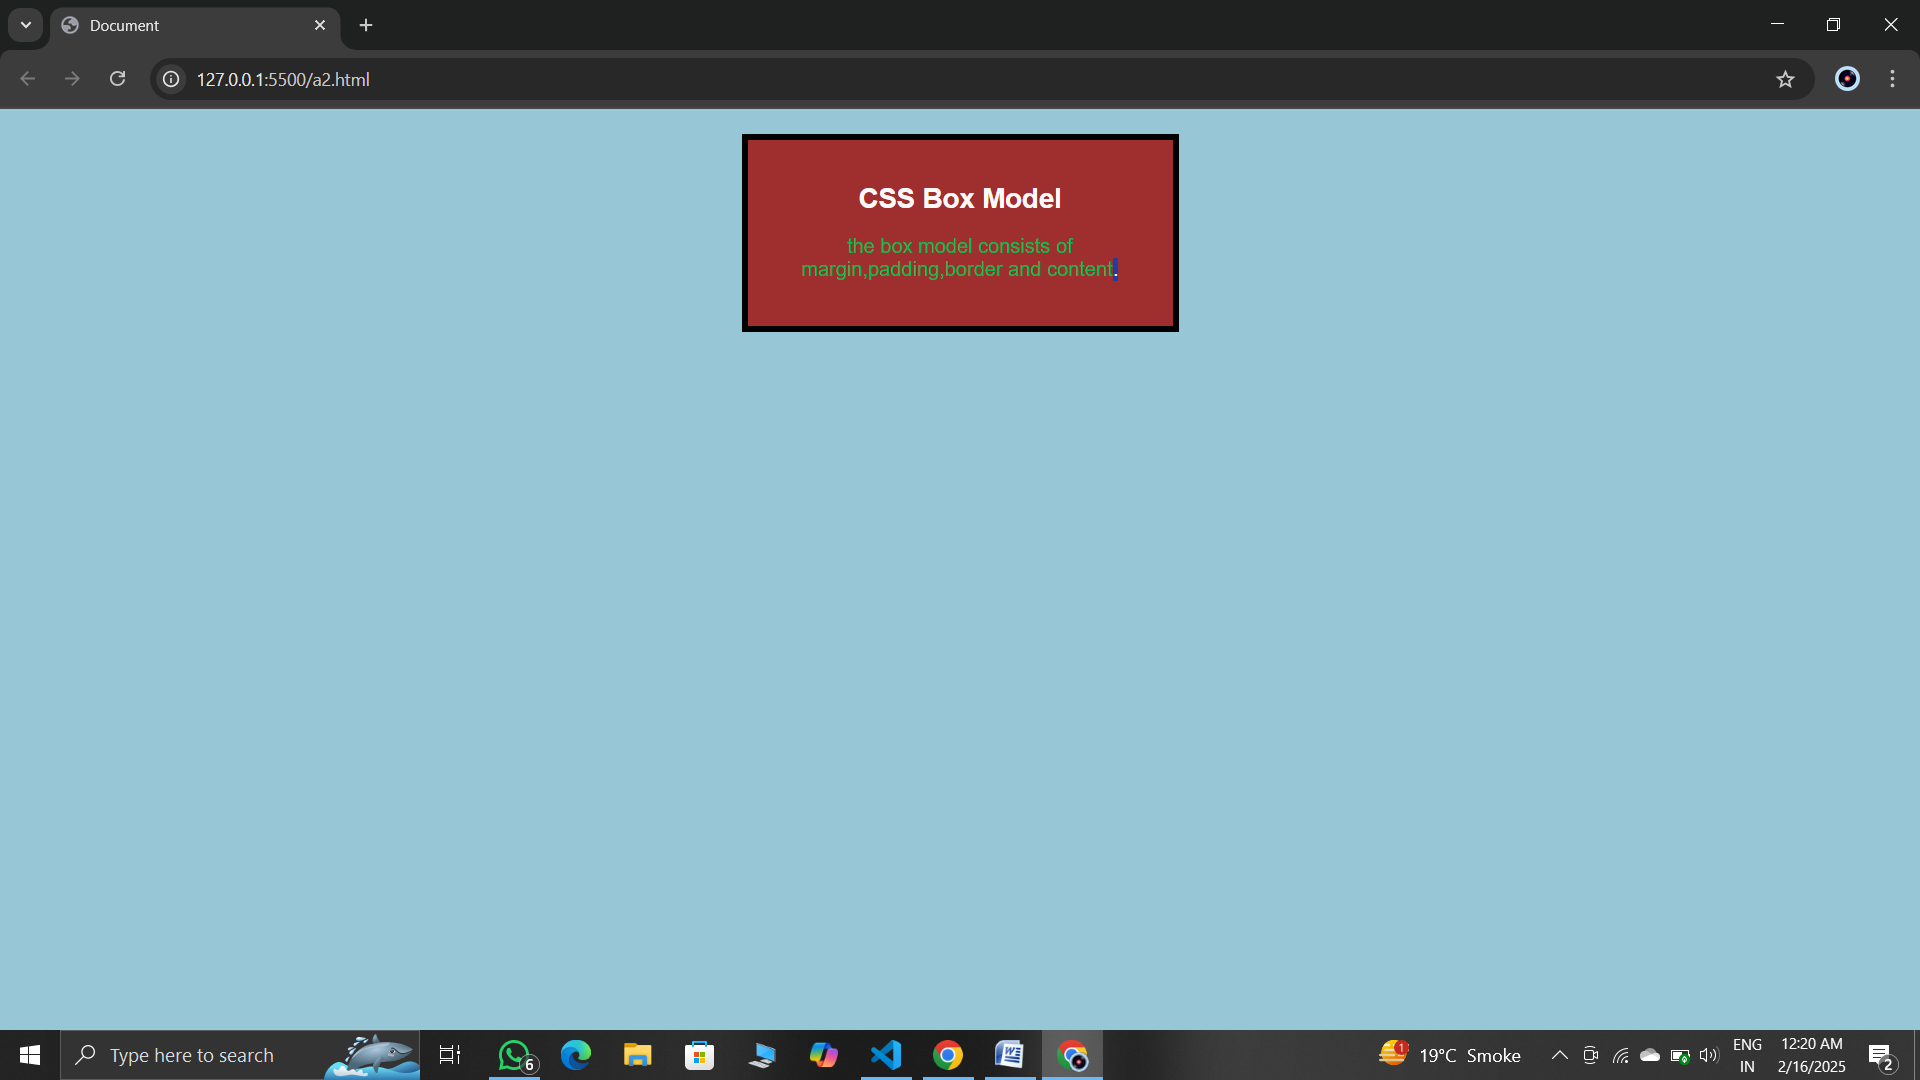 Document
127.0.0.1:5500/a2.html
CSS Box Model
the box model consists of
margin,padding,border and content.
Type here to search
6
1
19°C Smoke
ENG
IN
12:20 AM
2/16/2025
2